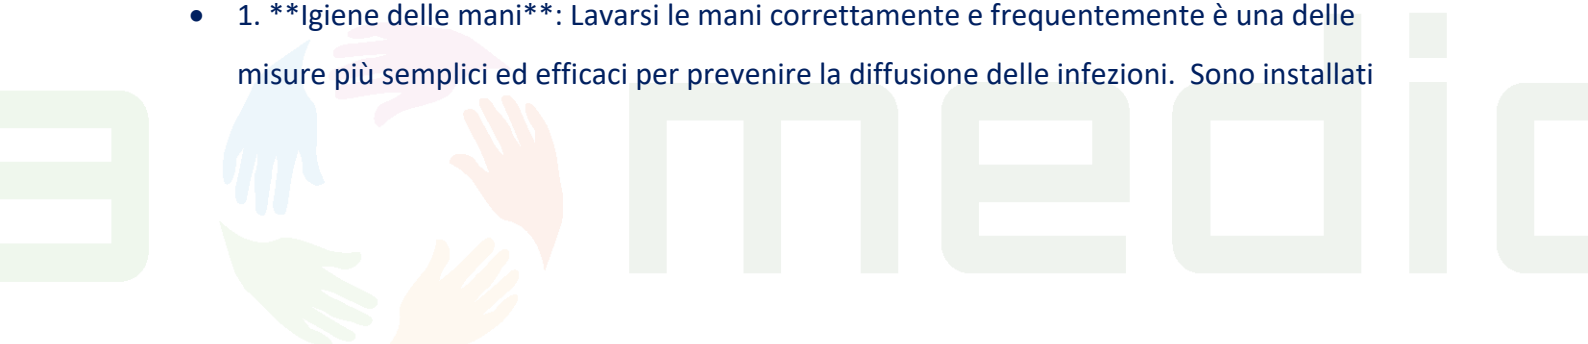 • 1. **Igiene delle mani**: Lavarsi le mani correttamente e frequentemente è una delle
misure più semplici ed efficaci per prevenire la diffusione delle infezioni.  Sono installati
medic